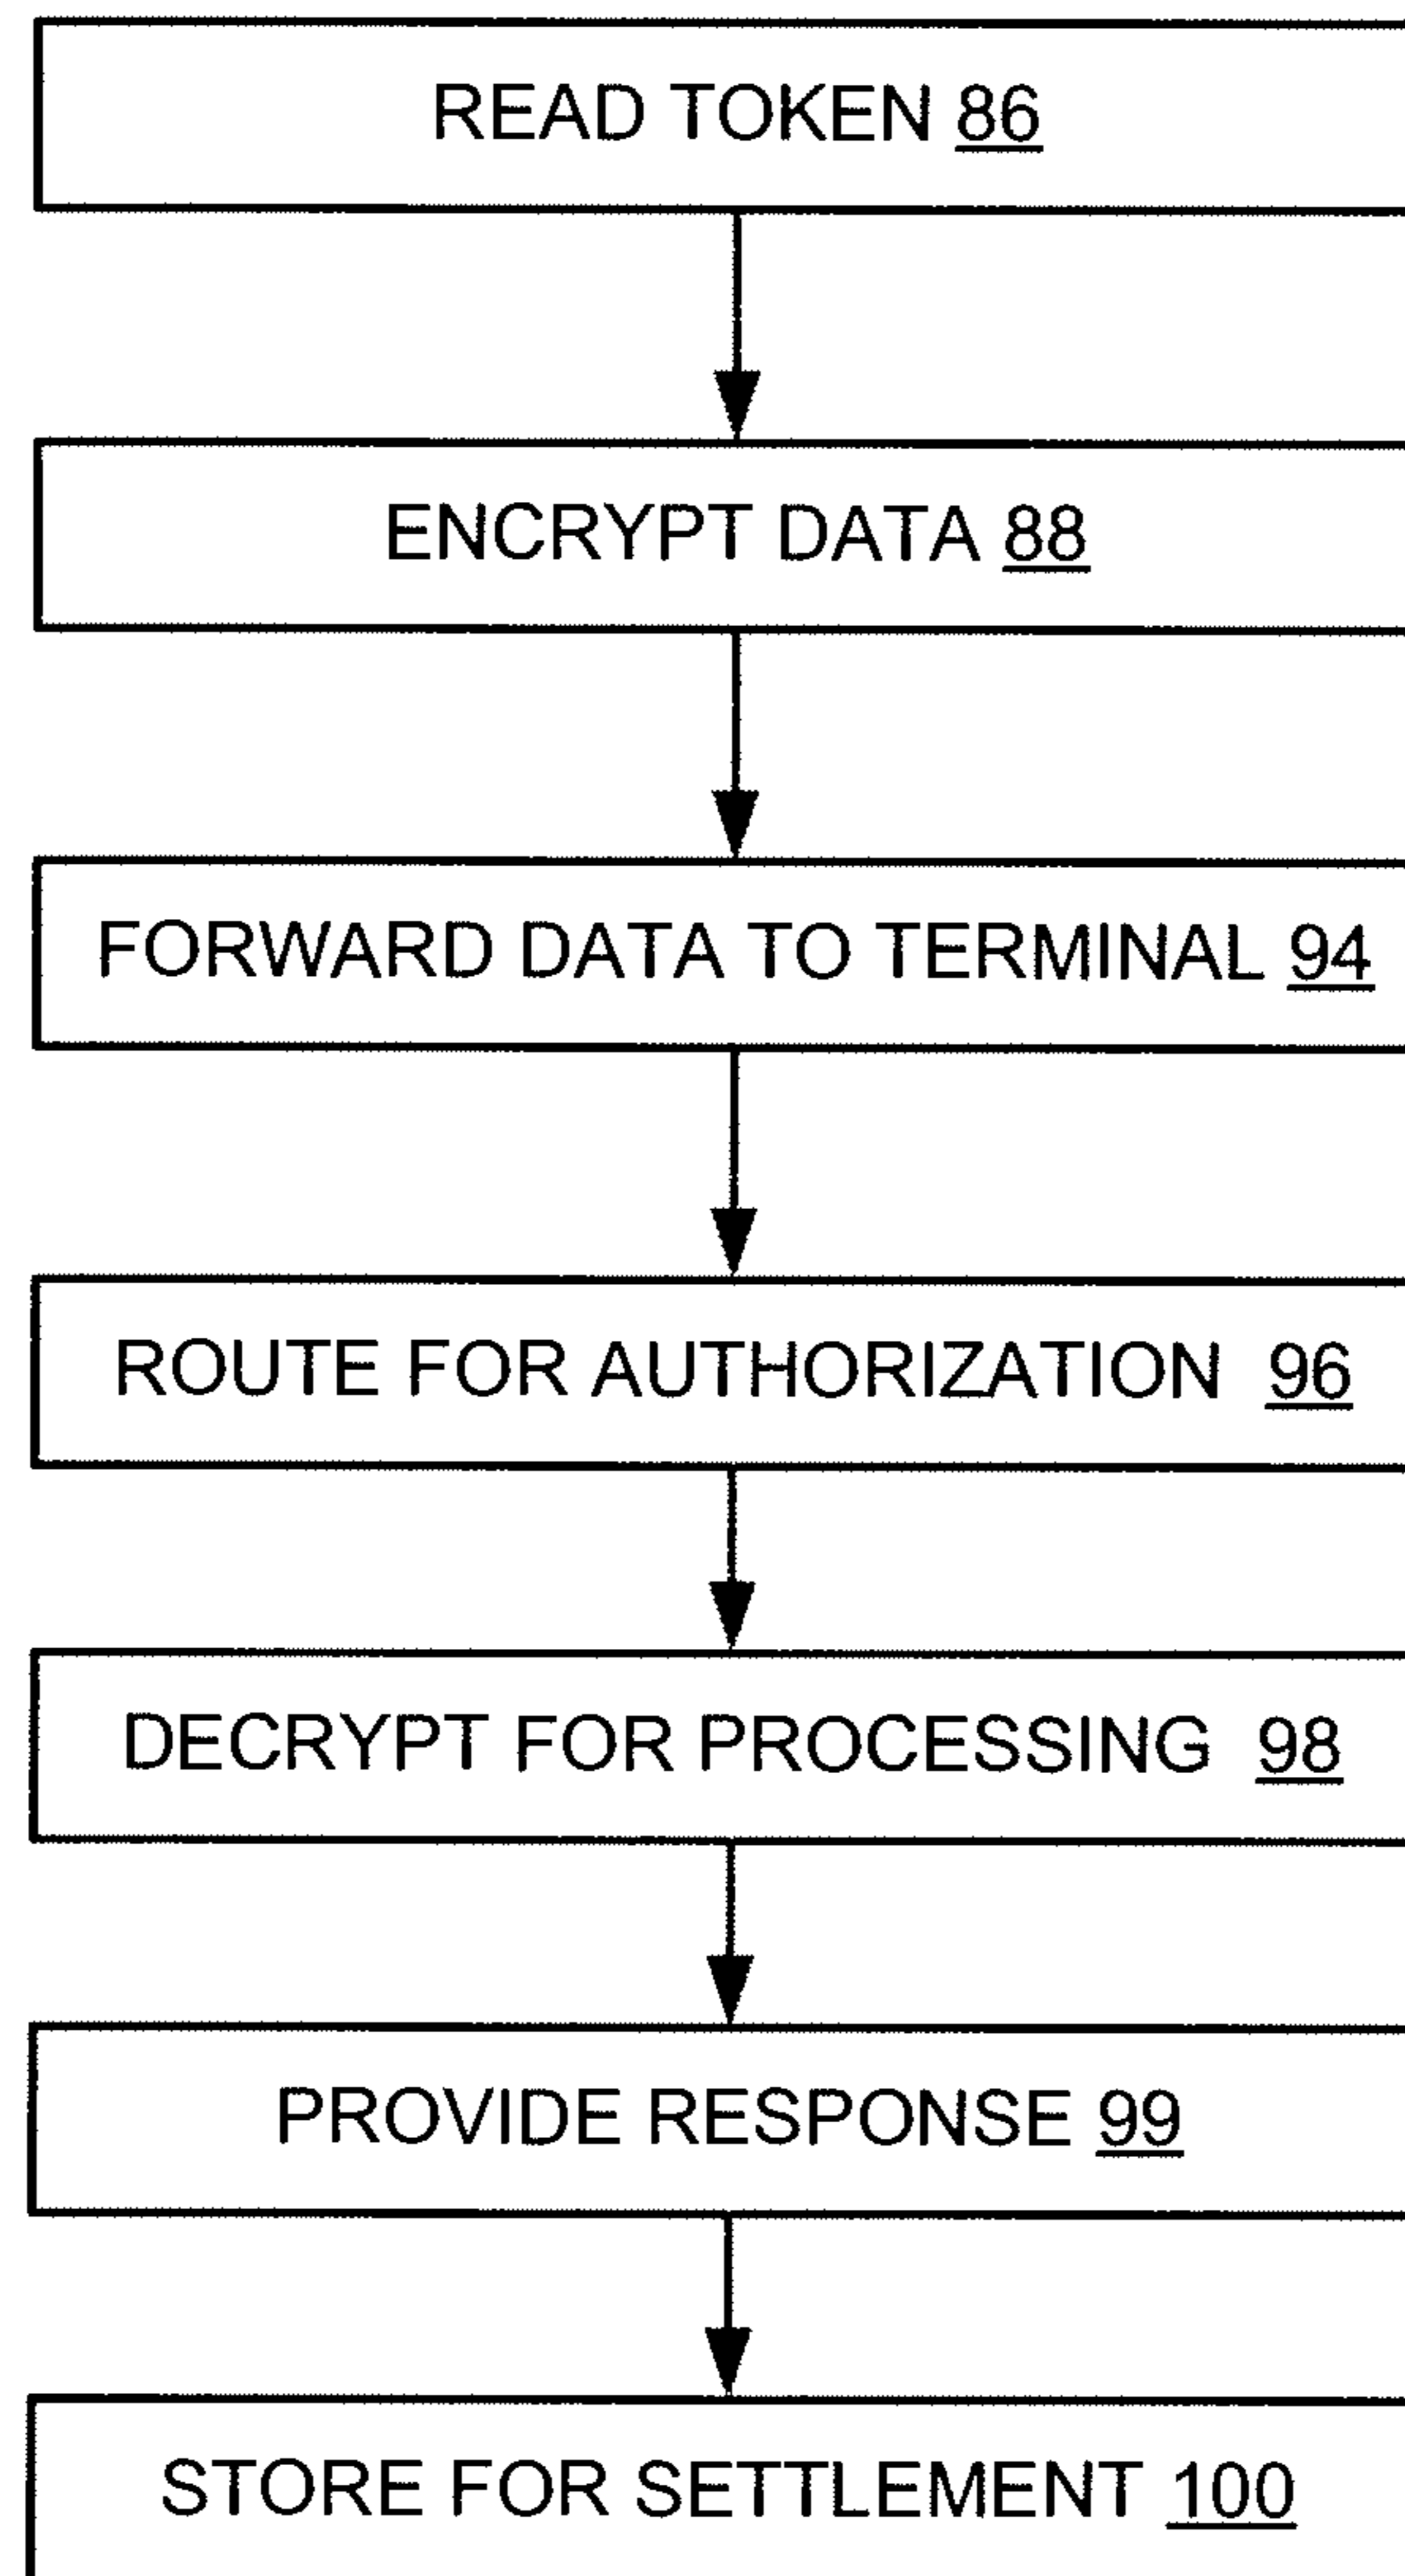 READ TOKEN 86
ENCRYPT DATA 88
FORWARD DATA TO TERMINAL 94
ROUTE FOR AUTHORIZATION 96
DECRYPT FOR PROCESSING 98
PROVIDE RESPONSE 99
STORE FOR SETTLEMENT 100